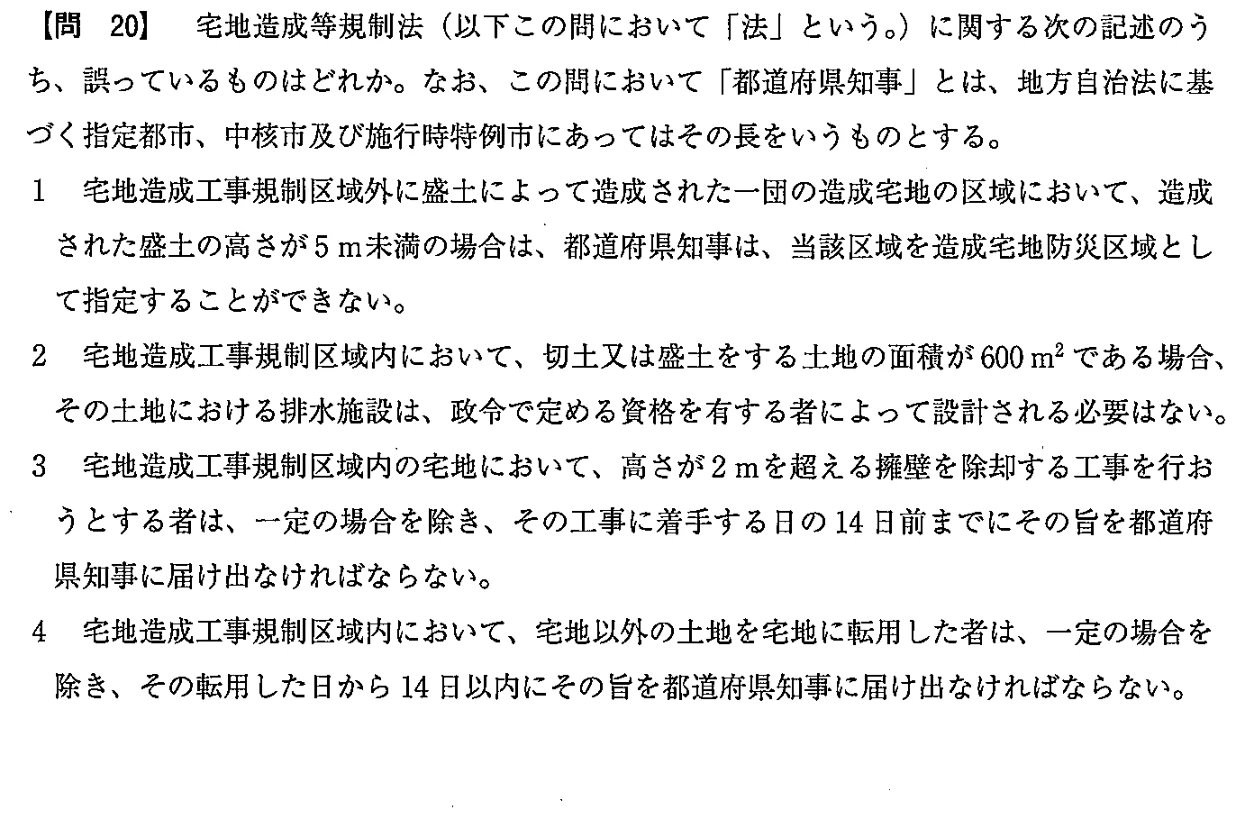 【問　20】　宅地造成等規制法（以下この問において「法」という。）に関する次の記述のう
ち、誤っているものはどれか。なお、この問において「都道府県知事」とは、地方自治法に基
づく指定都市、中核市及び施行時特例市にあってはその長をいうものとする。
1　宅地造成工事規制区域外に盛土によって造成された一団の造成宅地の区域において、造成
された盛土の高さが5 m未満の場合は、都道府県知事は、当該区域を造成宅地防災区域とし
て指定することができない。
2　宅地造成工事規制区域内において、切土又は盛土をする土地の面積が600 m²である場合、
その土地における排水施設は、政令で定める資格を有する者によって設計される必要はない。
3　宅地造成工事規制区域内の宅地において、高さが2 mを超える擁壁を除却する工事を行お
うとする者は、一定の場合を除き、その工事に着手する日の14日前までにその旨を都道府
県知事に届け出なければならない。
4　宅地造成工事規制区域内において、宅地以外の土地を宅地に転用した者は、一定の場合を
除き、その転用した日から14日以内にその旨を都道府県知事に届け出なければならない。